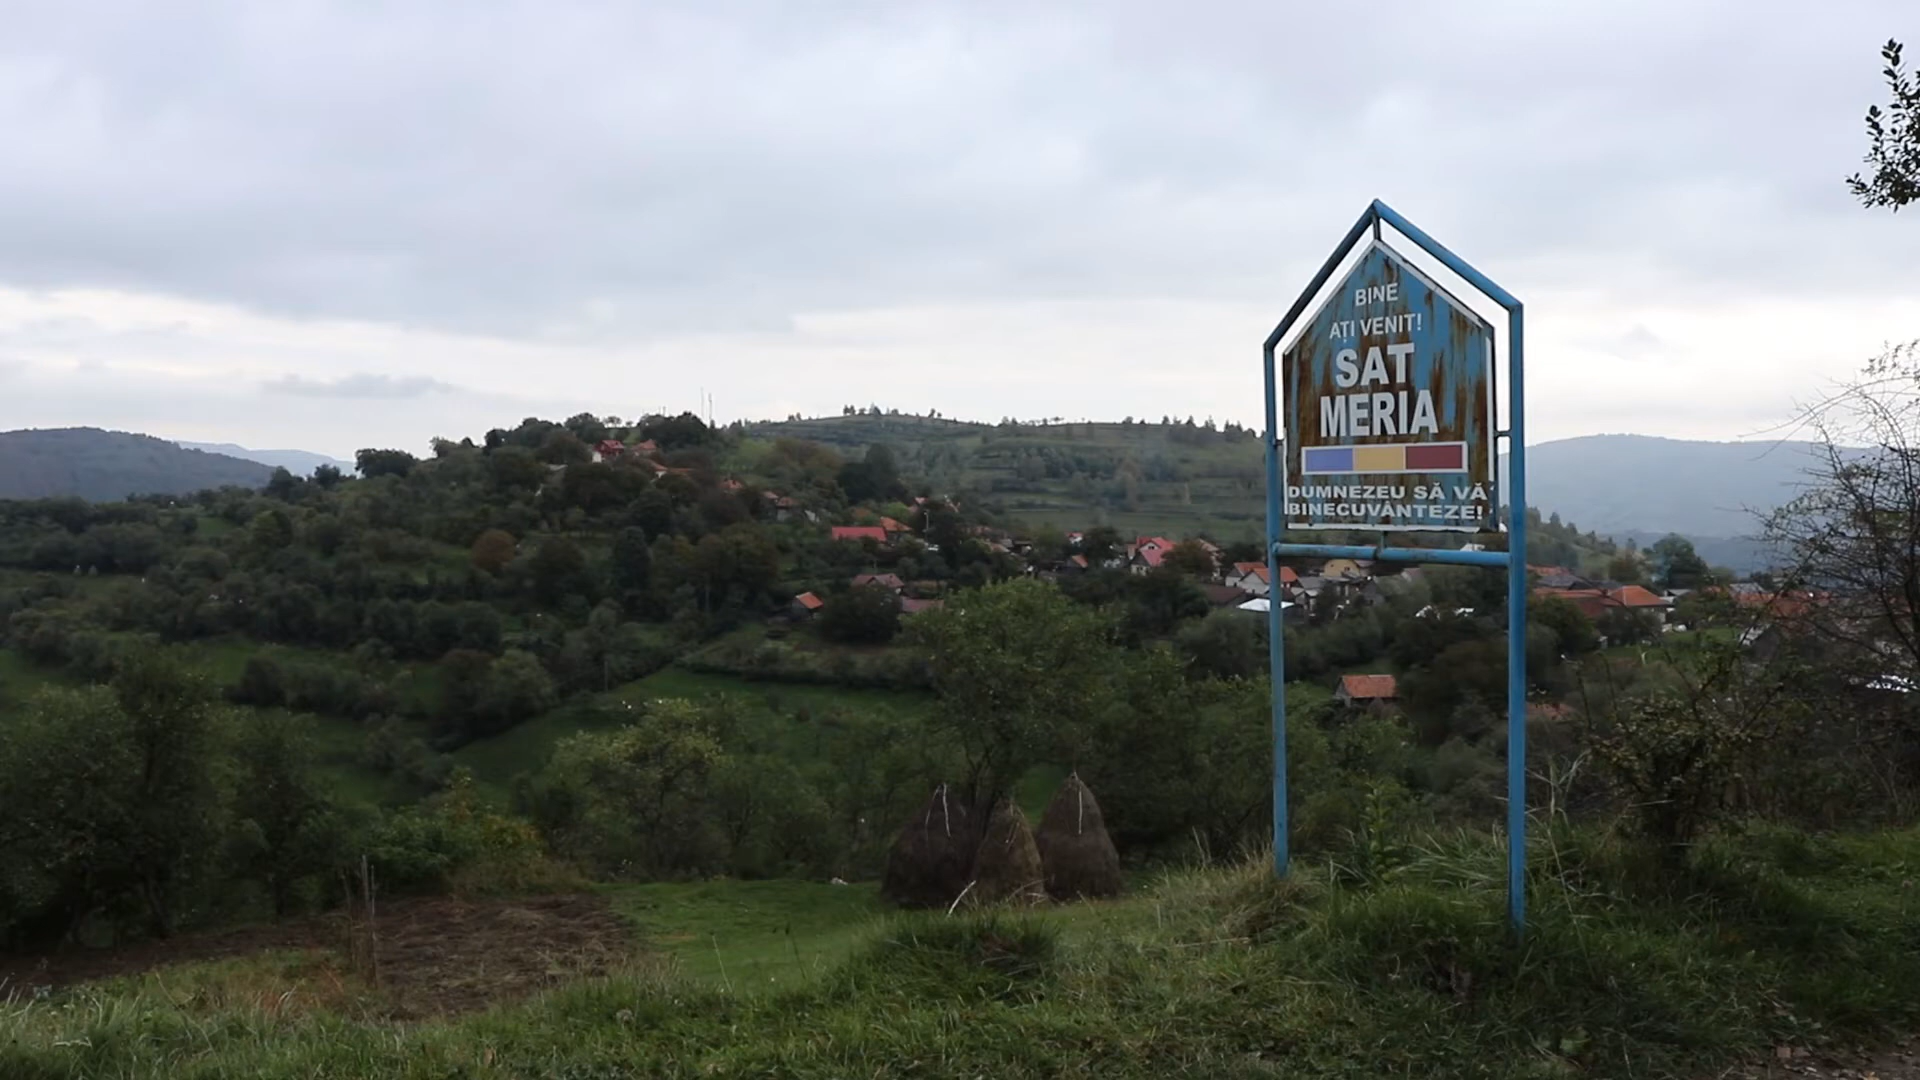 BINE
AȚI VENIT!
SAT
MERIA
DUMNEZEU SĂ VĂ
BINECUVÂNTEZE!